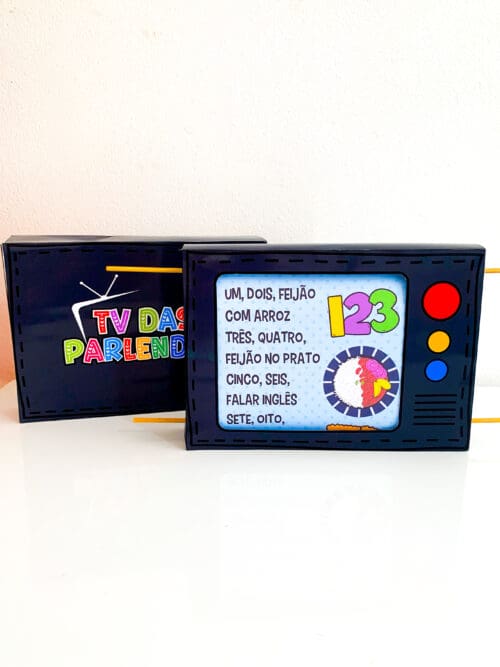 TV DAS
PARLEND
UM, DOIS, FEIJÃO
COM ARROZ
TRÊS, QUATRO,
FEIJÃO NO PRATO
CINCO, SEIS,
FALAR INGLÊS
SETE, OITO,
123